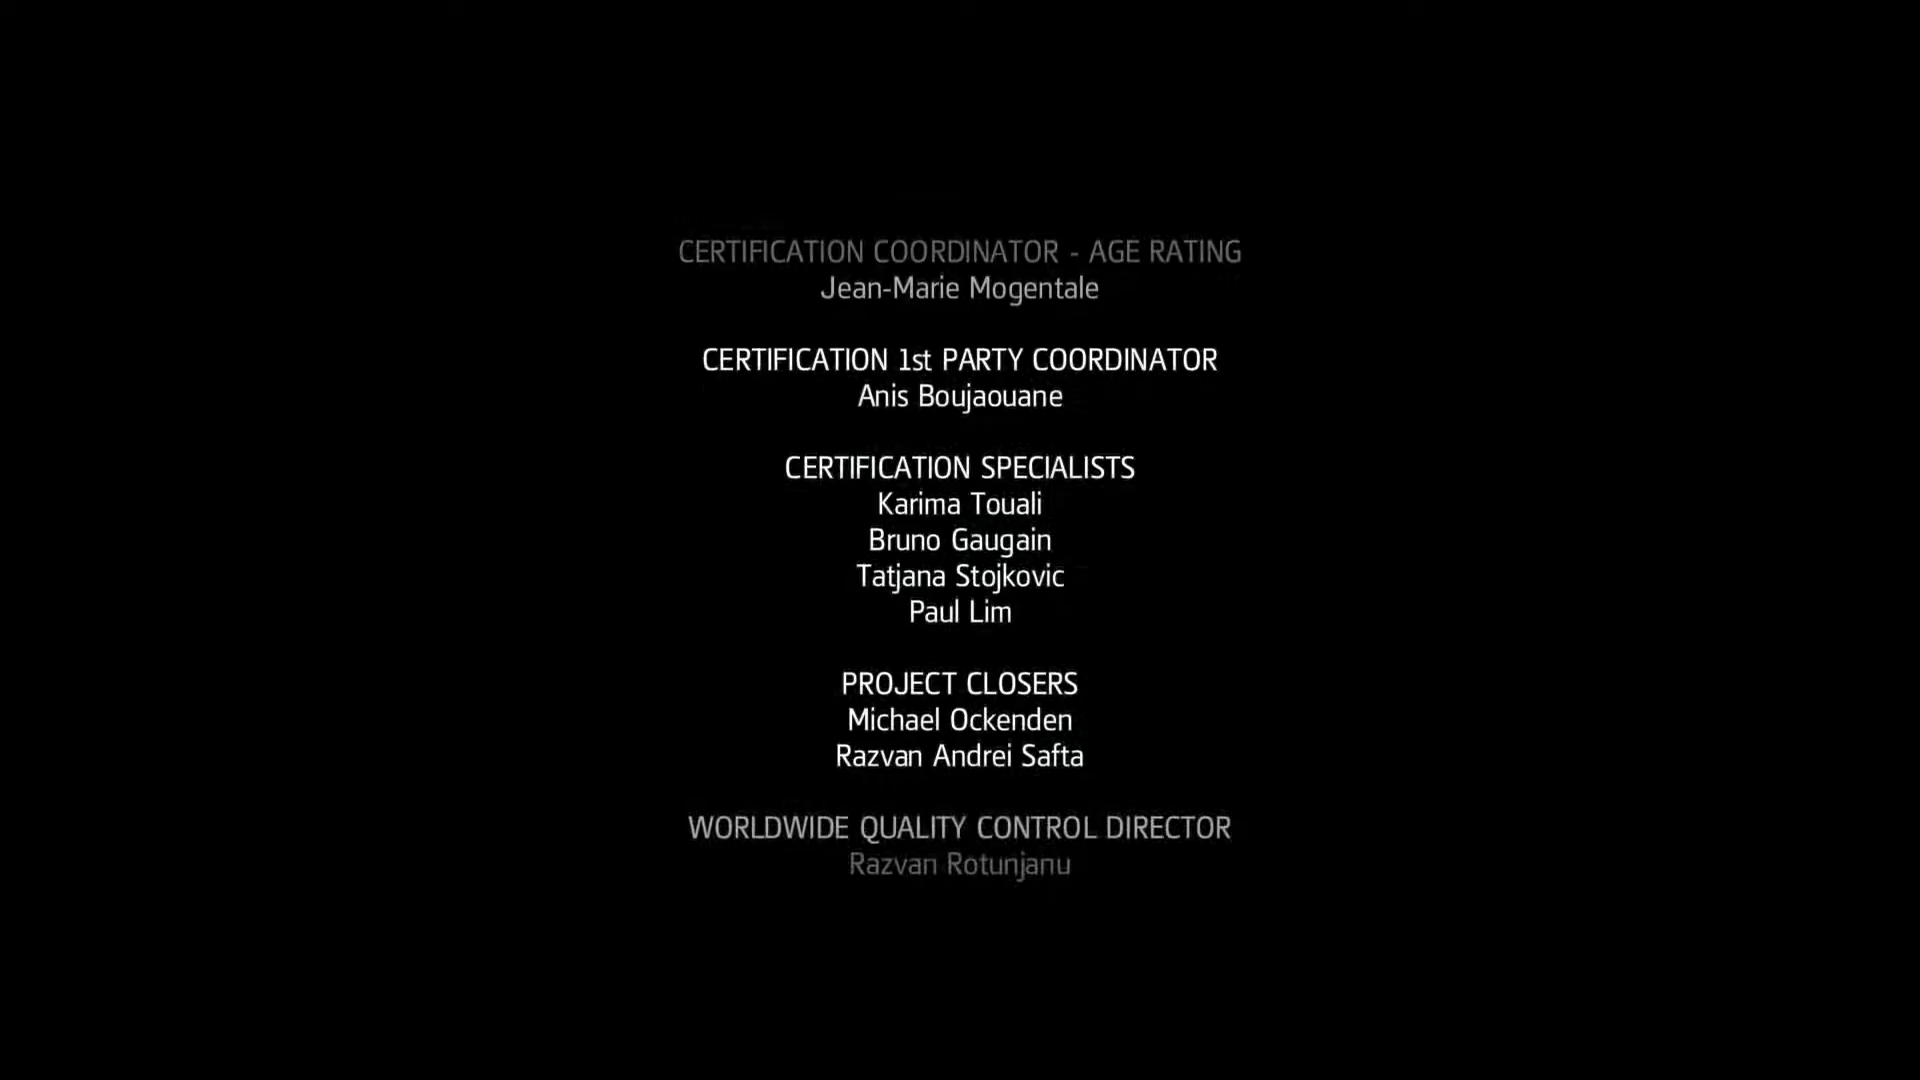 CERTIFICATION COORDINATOR - AGE RATING
Jean-Marie Mogentale
CERTIFICATION 1st PARTY COORDINATOR
Anis Boujaouane
CERTIFICATION SPECIALISTS
Karima Touali
Bruno Gaugain
Tatjana Stojkovic
Paul Lim
PROJECT CLOSERS
Michael Ockenden
Razvan Andrei Safta
WORLDWIDE QUALITY CONTROL DIRECTOR
Razvan Rotunjanu